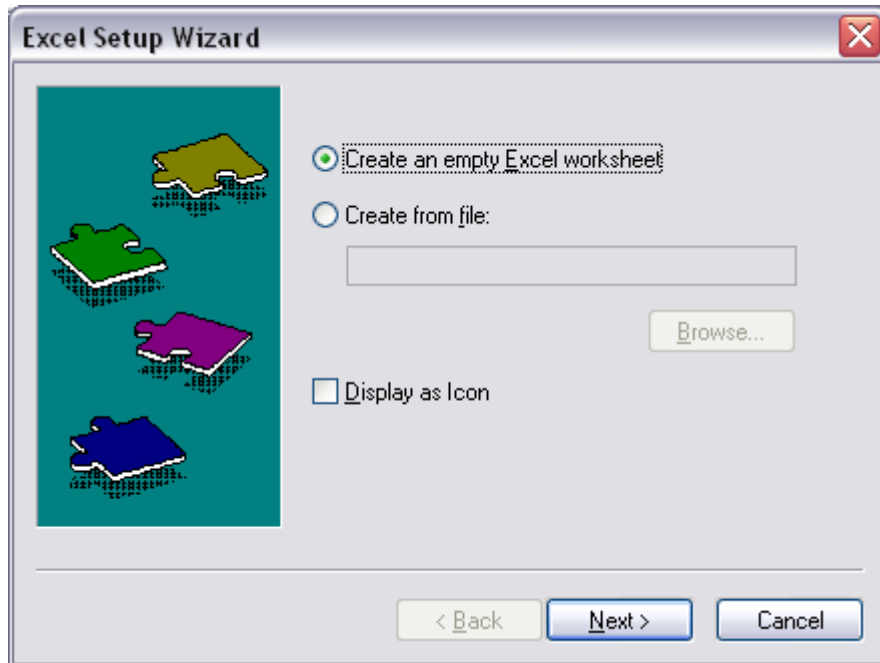 Excel Setup Wizard
Create an empty Excel worksheet
Create from file:
Browse...
Display as Icon
< Back
Next >
Cancel